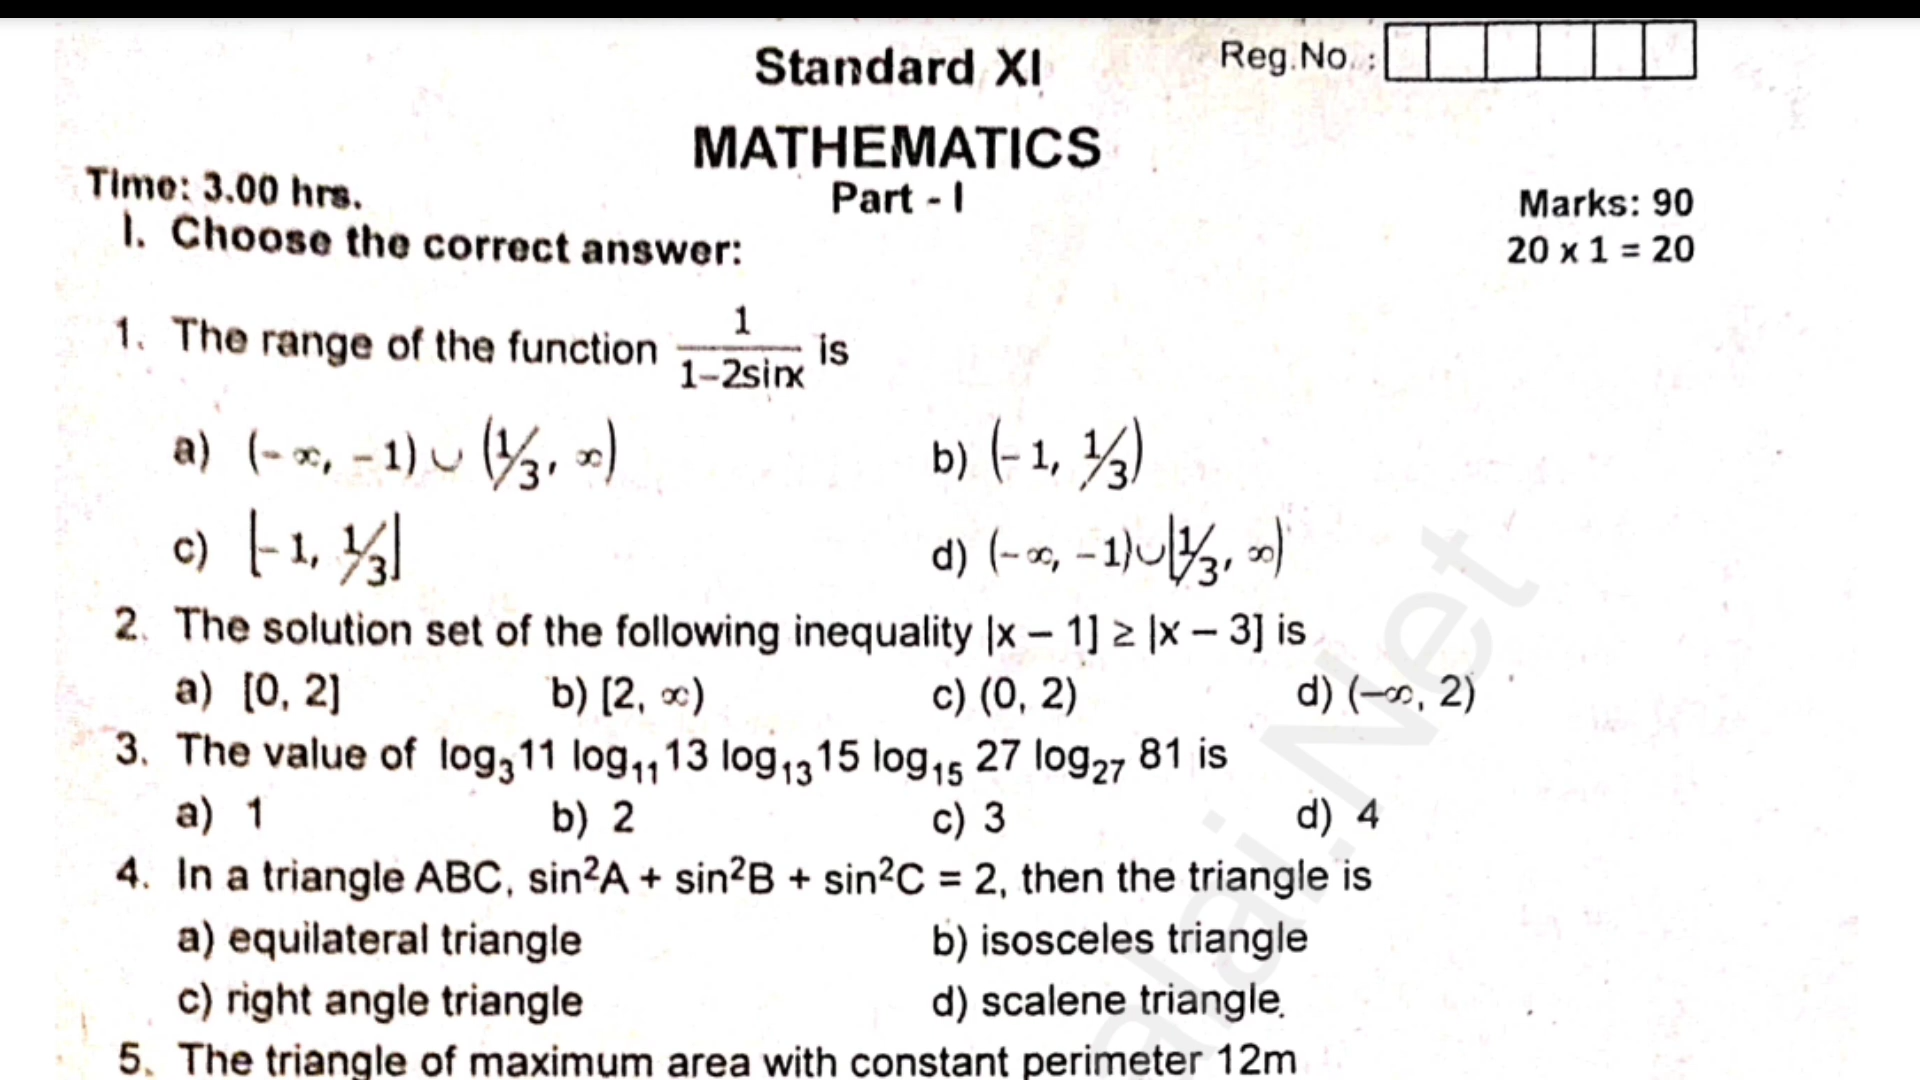 Standard XI
Reg.No. :
MATHEMATICS
Time: 3.00 hrs.
Part - I
Marks: 90
I. Choose the correct answer:
20 x 1 = 20
1. The range of the function 1/(1–2sinx) is
a) (– ∞, – 1) ∪ (1/3, ∞)
b) (– 1, 1/3)
c) [– 1, 1/3]
d) (– ∞, – 1)∪[1/3, ∞)
2. The solution set of the following inequality |x – 1] ≥ |x – 3] is
a) [0, 2]
b) [2, ∞)
c) (0, 2)
d) (–∞, 2)
3. The value of log₃11 log₁₁13 log₁₃15 log₁₅ 27 log₂₇ 81 is
a) 1
b) 2
c) 3
d) 4
4. In a triangle ABC, sin²A + sin²B + sin²C = 2, then the triangle is
a) equilateral triangle
b) isosceles triangle
c) right angle triangle
d) scalene triangle.
5. The triangle of maximum area with constant perimeter 12m
alai.Net